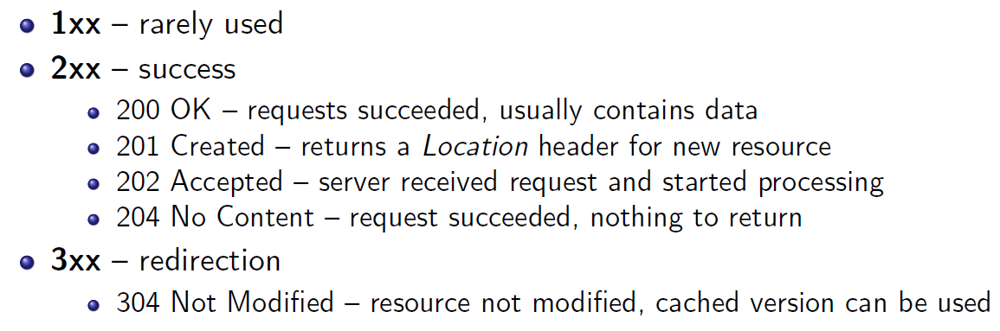 1xx – rarely used
2xx – success
200 OK – requests succeeded, usually contains data
201 Created – returns a Location header for new resource
202 Accepted – server received request and started processing
204 No Content – request succeeded, nothing to return
3xx – redirection
304 Not Modified – resource not modified, cached version can be used